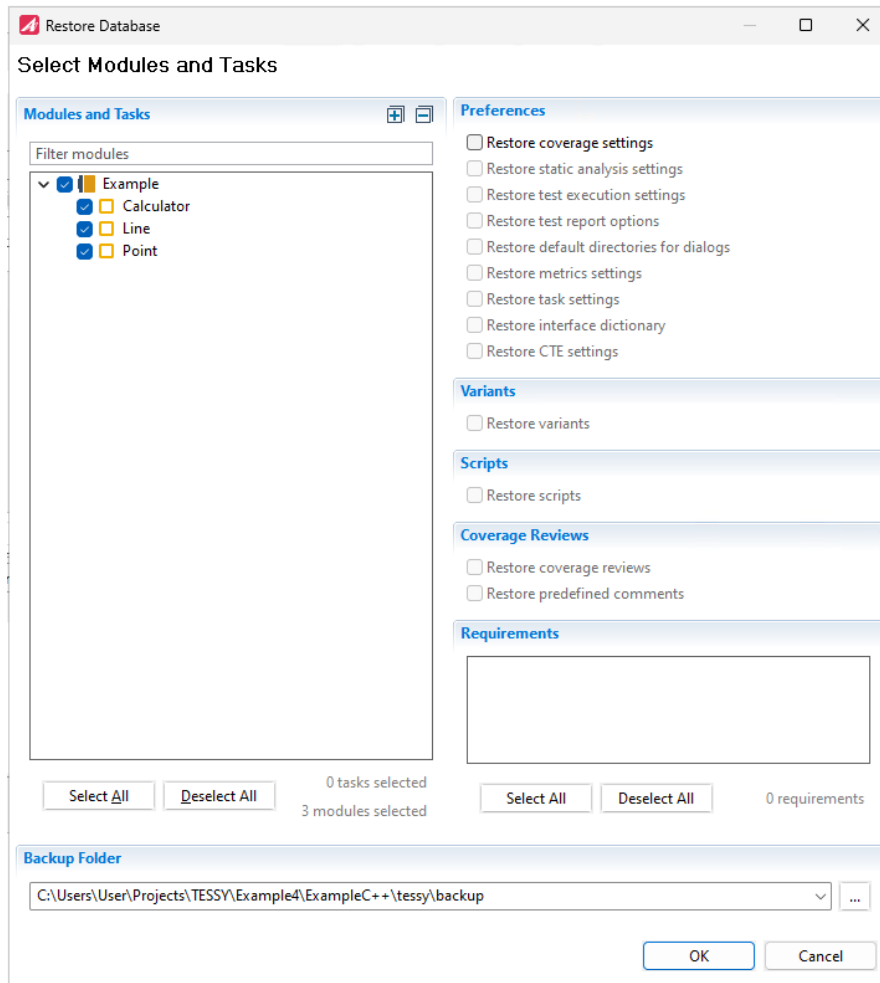 Restore Database
Select Modules and Tasks
Modules and Tasks
Filter modules
Example
Calculator
Line
Point
Select All
Deselect All
0 tasks selected
3 modules selected
Preferences
Restore coverage settings
Restore static analysis settings
Restore test execution settings
Restore test report options
Restore default directories for dialogs
Restore metrics settings
Restore task settings
Restore interface dictionary
Restore CTE settings
Variants
Restore variants
Scripts
Restore scripts
Coverage Reviews
Restore coverage reviews
Restore predefined comments
Requirements
Select All
Deselect All
0 requirements
Backup Folder
C:\Users\User\Projects\TESSY\Example4\ExampleC++\tessy\backup
...
OK
Cancel